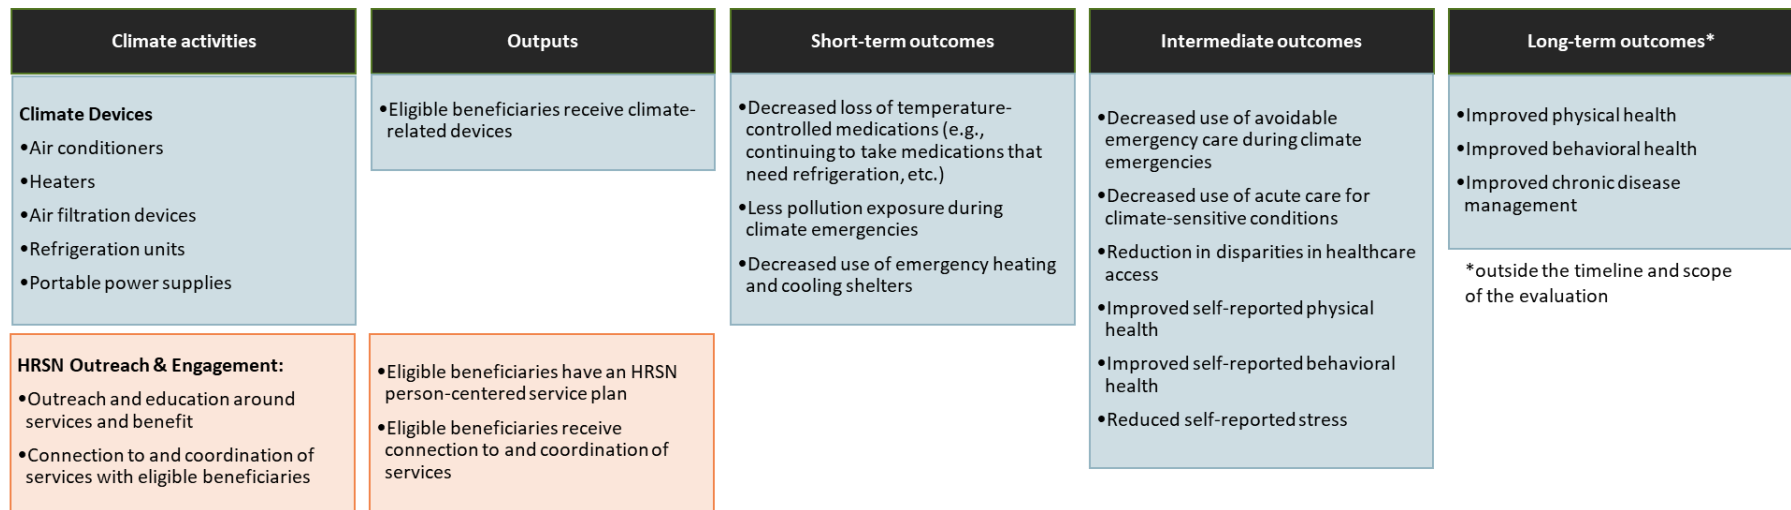 Climate activities
Climate Devices
•Air conditioners
•Heaters
•Air filtration devices
•Refrigeration units
•Portable power supplies
HRSN Outreach & Engagement:
•Outreach and education around
services and benefit
•Connection to and coordination of
services with eligible beneficiaries
Outputs
•Eligible beneficiaries receive climate-
related devices
•Eligible beneficiaries have an HRSN
person-centered service plan
•Eligible beneficiaries receive
connection to and coordination of
services
Short-term outcomes
•Decreased loss of temperature-
controlled medications (e.g.,
continuing to take medications that
need refrigeration, etc.)
•Less pollution exposure during
climate emergencies
•Decreased use of emergency heating
and cooling shelters
Intermediate outcomes
•Decreased use of avoidable
emergency care during climate
emergencies
•Decreased use of acute care for
climate-sensitive conditions
•Reduction in disparities in healthcare
access
•Improved self-reported physical
health
•Improved self-reported behavioral
health
•Reduced self-reported stress
Long-term outcomes*
•Improved physical health
•Improved behavioral health
•Improved chronic disease
management
*outside the timeline and scope
of the evaluation